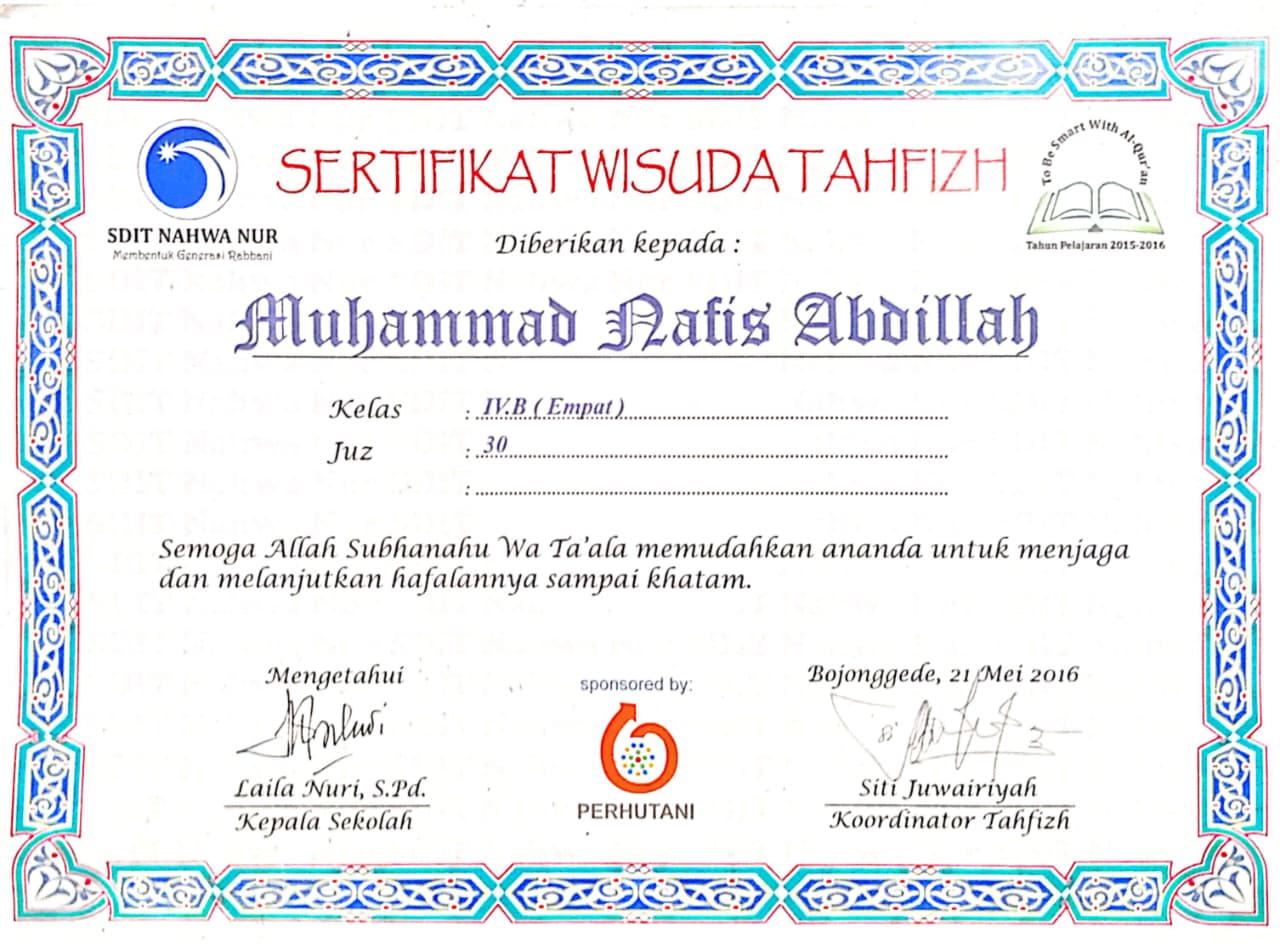 SERTIFIKAT WISUDA TAHFIZH
SDIT NAHWA NUR
Membentuk Generasi Rabbani
To Be Smart With Al-Qur'an
Tahun Pelajaran 2015-2016
Diberikan kepada :
Muhammad Nafis Abdillah
Kelas : IV.B ( Empat )
Juz : 30
:
Semoga Allah Subhanahu Wa Ta'ala memudahkan ananda untuk menjaga
dan melanjutkan hafalannya sampai khatam.
Mengetahui
Laila Nuri, S.Pd.
Kepala Sekolah
sponsored by:
PERHUTANI
Bojonggede, 21 Mei 2016
Siti Juwairiyah
Koordinator Tahfizh